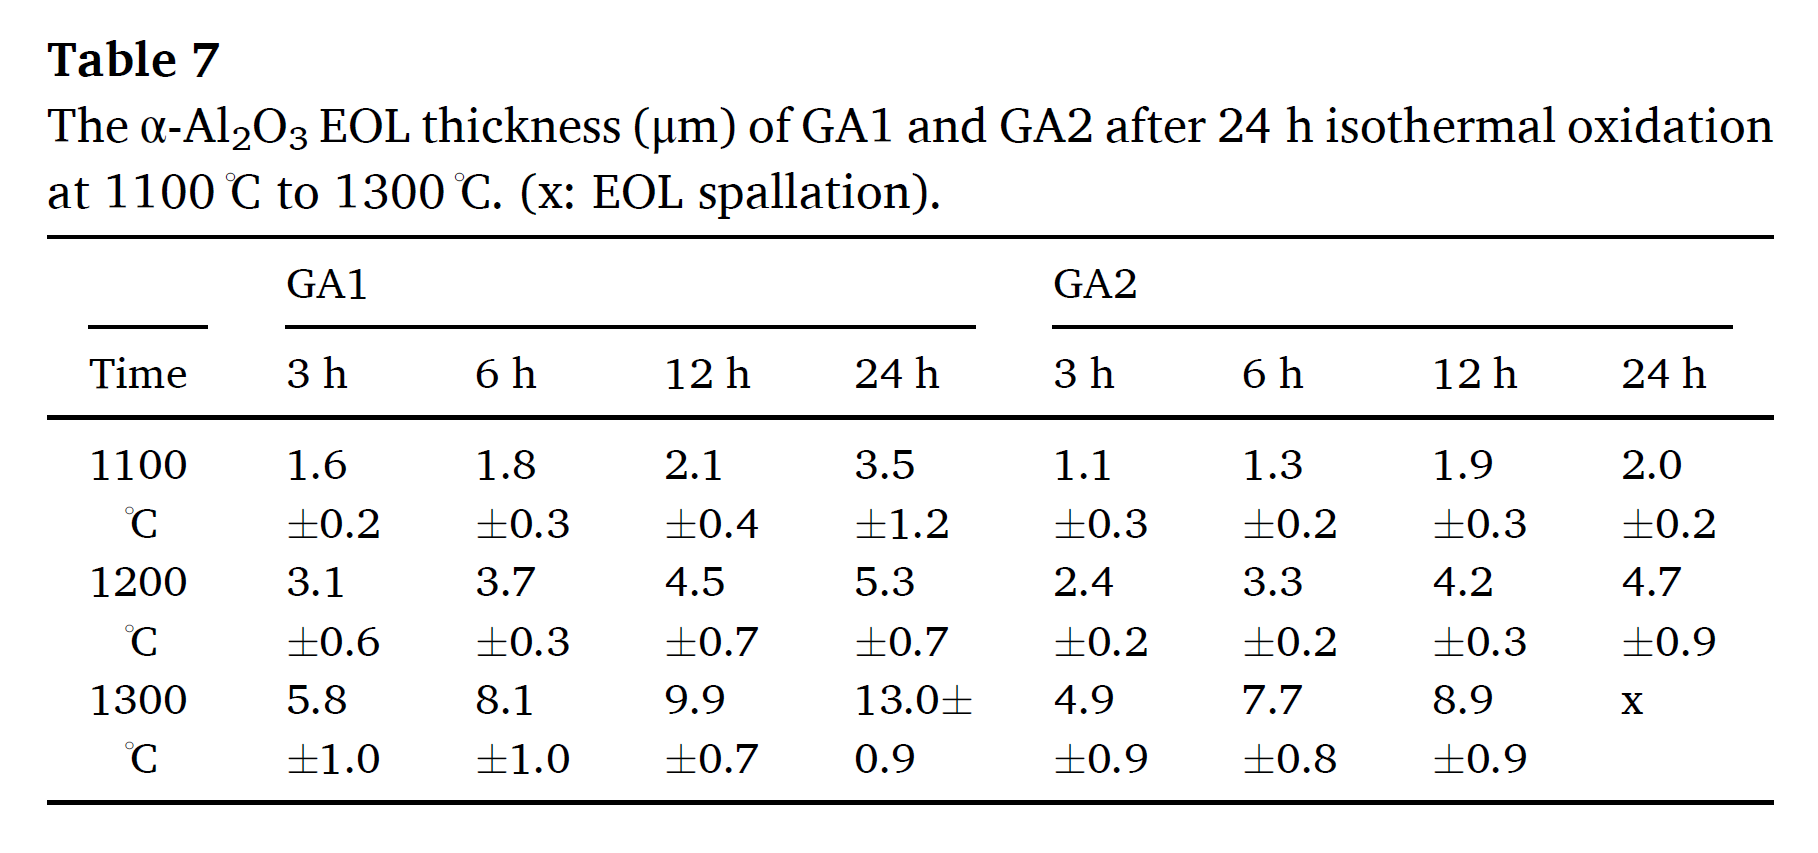 Table 7
The α-Al₂O₃ EOL thickness (μm) of GA1 and GA2 after 24 h isothermal oxidation
at 1100 ℃ to 1300 ℃. (x: EOL spallation).
GA1 GA2
Time 3 h 6 h 12 h 24 h 3 h 6 h 12 h 24 h
1100 1.6 1.8 2.1 3.5 1.1 1.3 1.9 2.0
℃ ±0.2 ±0.3 ±0.4 ±1.2 ±0.3 ±0.2 ±0.3 ±0.2
1200 3.1 3.7 4.5 5.3 2.4 3.3 4.2 4.7
℃ ±0.6 ±0.3 ±0.7 ±0.7 ±0.2 ±0.2 ±0.3 ±0.9
1300 5.8 8.1 9.9 13.0± 4.9 7.7 8.9 x
℃ ±1.0 ±1.0 ±0.7 0.9 ±0.9 ±0.8 ±0.9